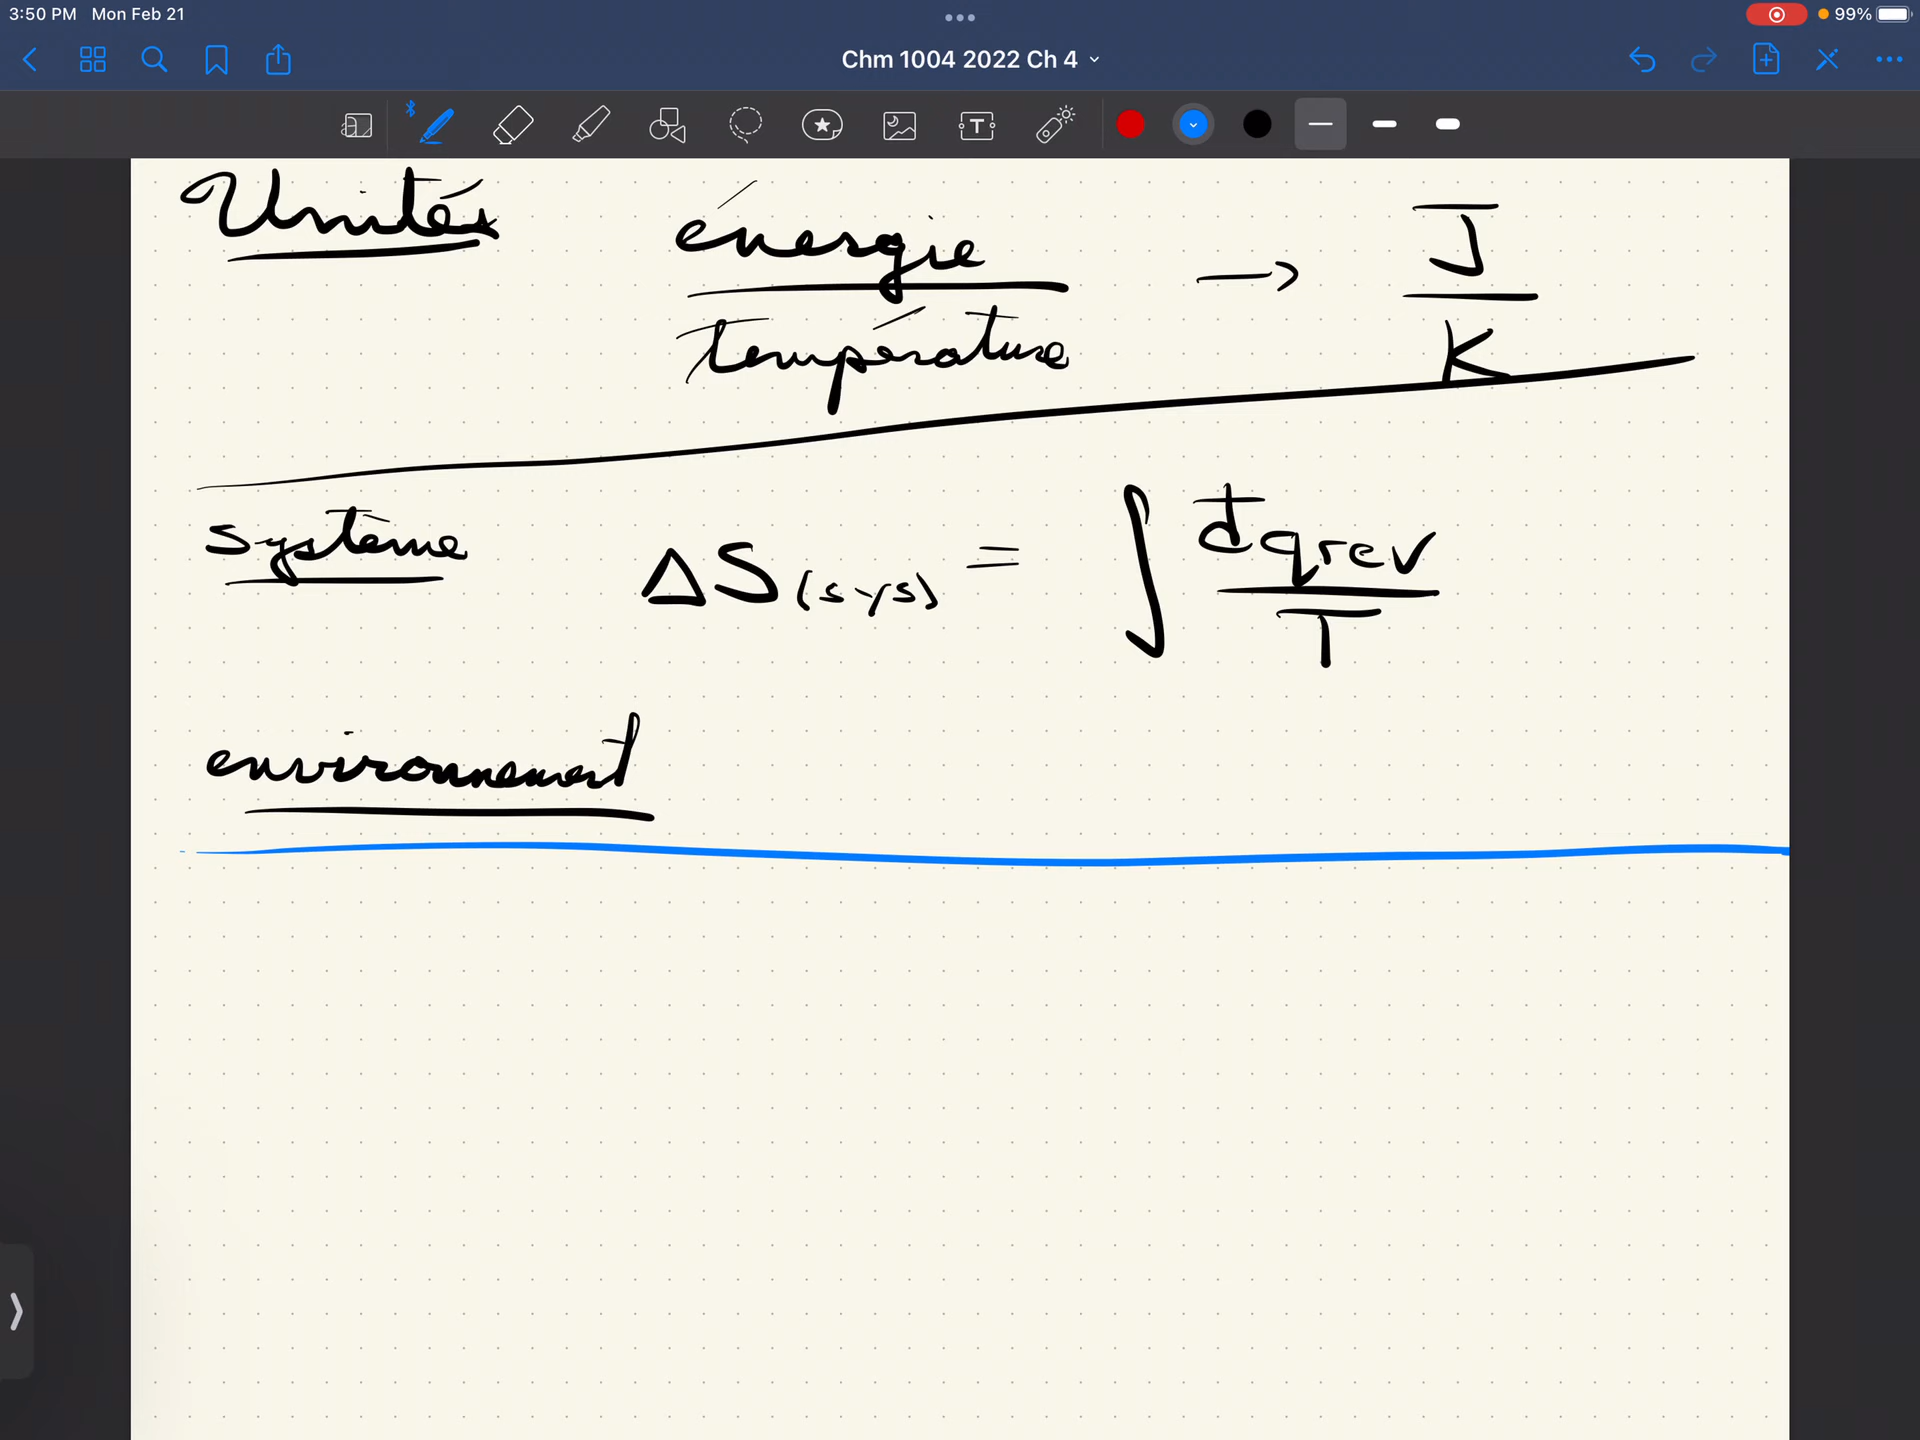 3:50 PM Mon Feb 21
99%
Chm 1004 2022 Ch 4
Unités énergie / température → J / K
système ΔS(sys) = ∫ đqrev / T
environnement